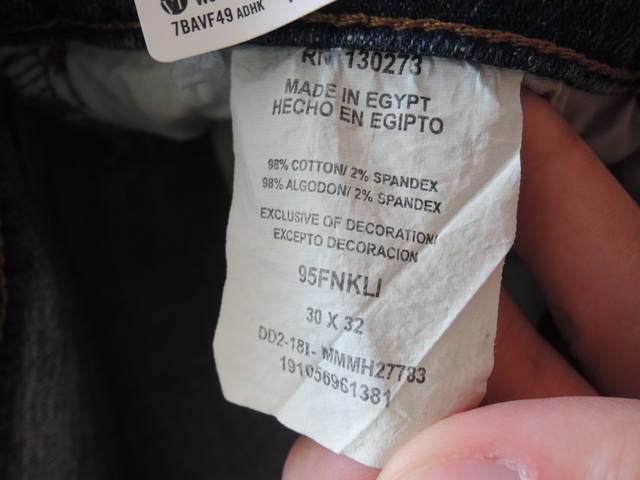 7BAVF49 ADHK
RN 130273
MADE IN EGYPT
HECHO EN EGIPTO
98% COTTON/ 2% SPANDEX
98% ALGODON/ 2% SPANDEX
EXCLUSIVE OF DECORATION/
EXCEPTO DECORACION
95FNKLI
30 X 32
DD2-18I- MMMH27783
191056961381